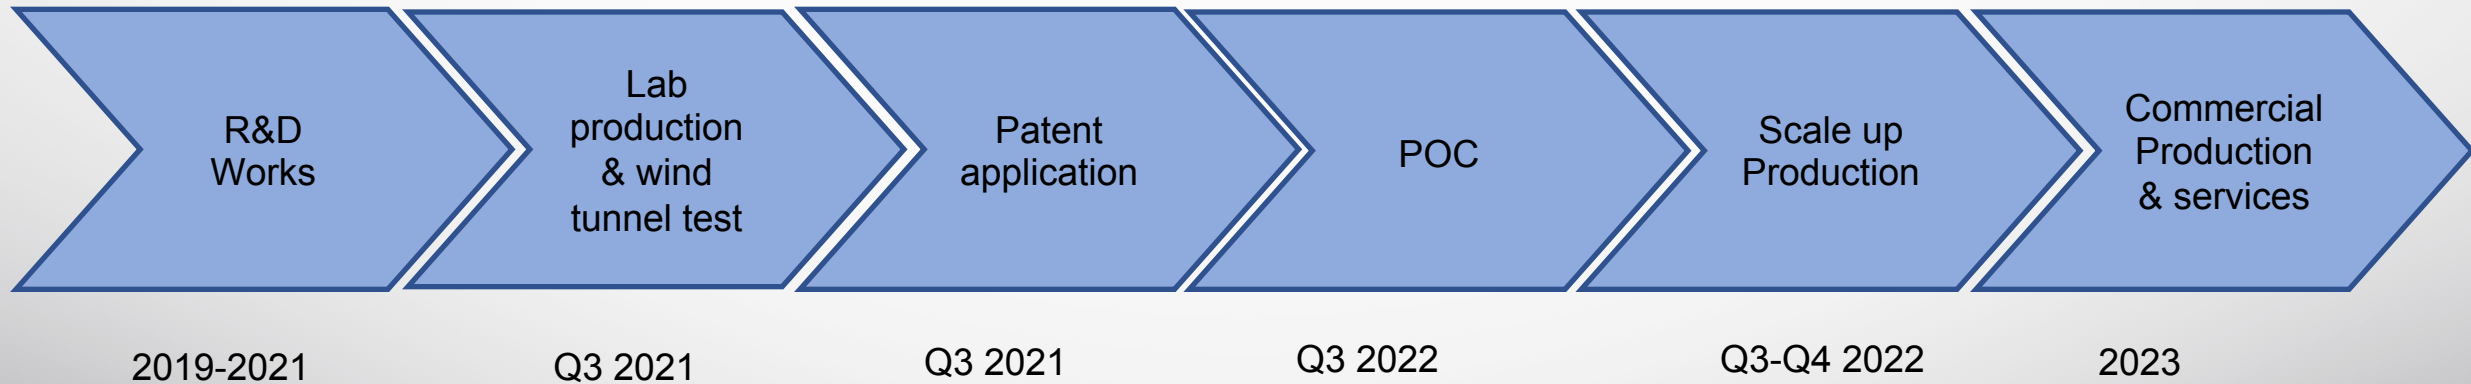 R&D
Works
Lab
production
& wind
tunnel test
Patent
application
POC
Scale up
Production
Commercial
Production
& services
2019-2021
Q3 2021
Q3 2021
Q3 2022
Q3-Q4 2022
2023